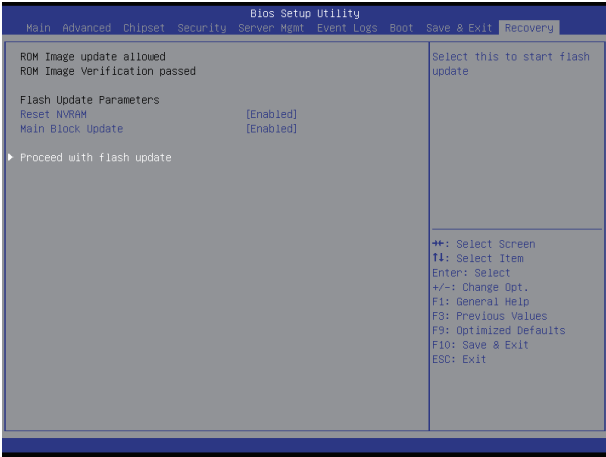 Bios Setup Utility
Main Advanced Chipset Security Server Mgmt Event Logs Boot Save & Exit Recovery
ROM Image update allowed
ROM Image Verification passed
Flash Update Parameters
Reset NVRAM [Enabled]
Main Block Update [Enabled]
▶ Proceed with flash update
Select this to start flash
update
→←: Select Screen
↑↓: Select Item
Enter: Select
+/-: Change Opt.
F1: General Help
F3: Previous Values
F9: Optimized Defaults
F10: Save & Exit
ESC: Exit